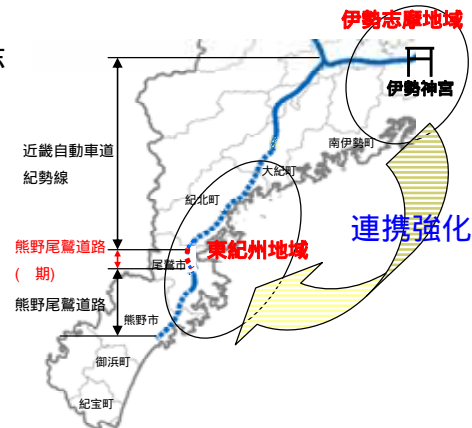 伊勢志摩地域
伊勢神宮
近畿自動車道
紀勢線
南伊勢町
大紀町
紀北町
連携強化
熊野尾鷲道路
(　期)
東紀州地域
尾鷲市
熊野尾鷲道路
熊野市
御浜町
紀宝町